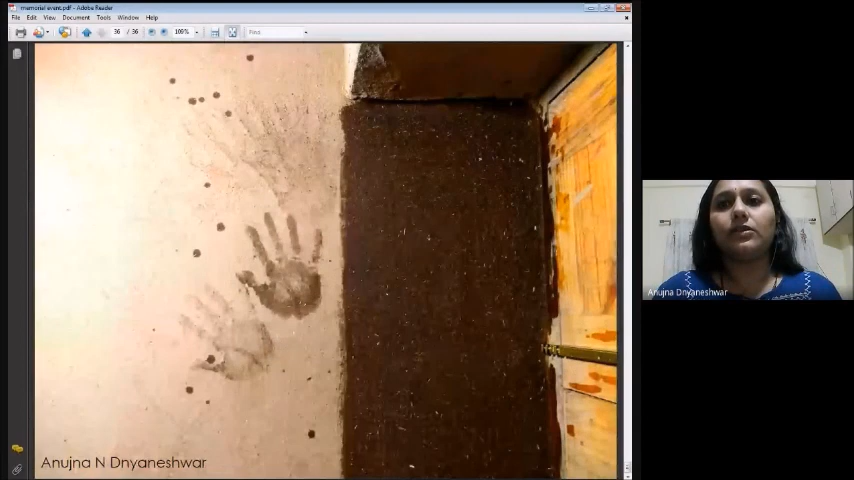 memorial event.pdf - Adobe Reader
File Edit View Document Tools Window Help
36 / 36 109% Find
Anujna N Dnyaneshwar
Anujna Dnyaneshwar